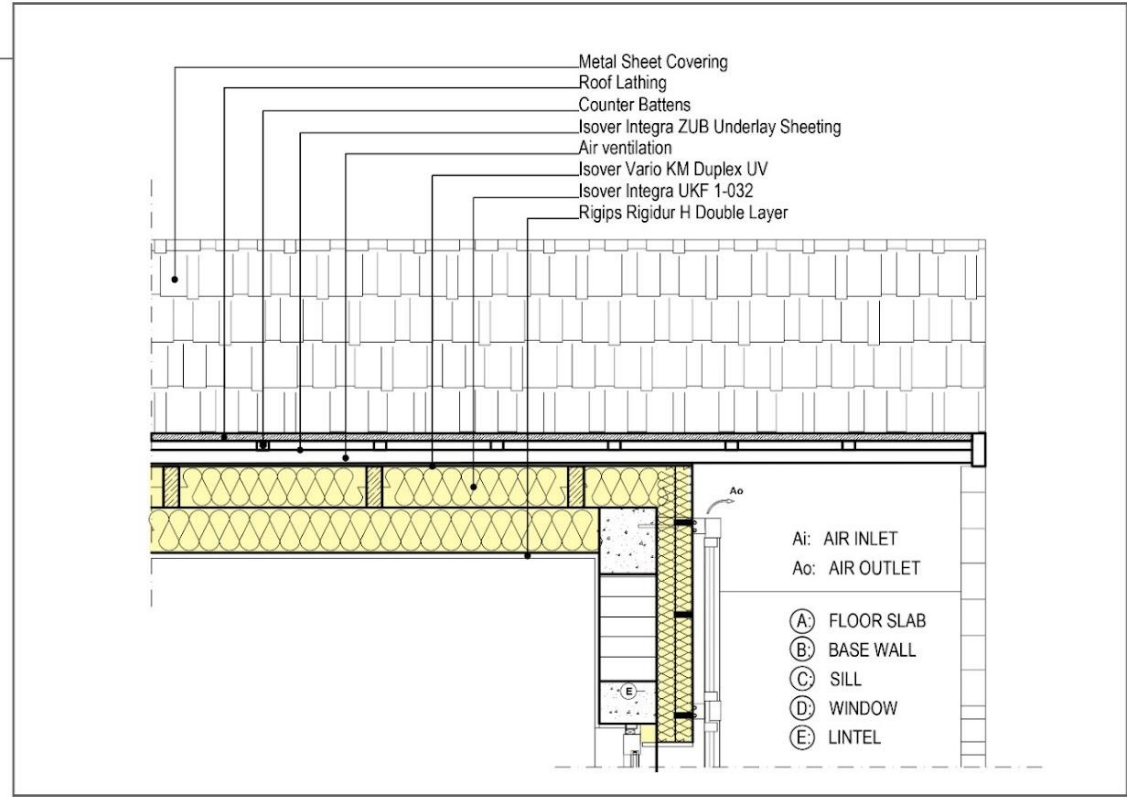 Metal Sheet Covering
Roof Lathing
Counter Battens
Isover Integra ZUB Underlay Sheeting
Air ventilation
Isover Vario KM Duplex UV
Isover Integra UKF 1-032
Rigips Rigidur H Double Layer
Ao
Ai: AIR INLET
Ao: AIR OUTLET
A: FLOOR SLAB
B: BASE WALL
C: SILL
D: WINDOW
E: LINTEL
E